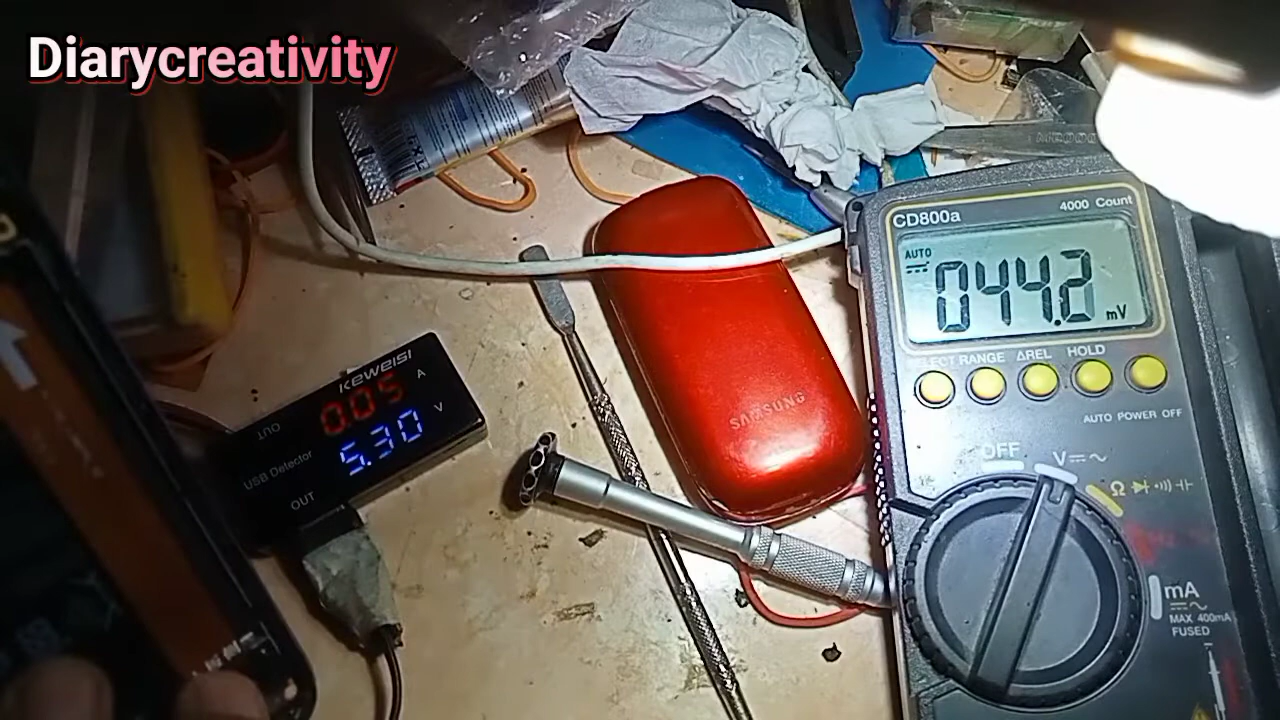 Diarycreativity
CD800a
4000 Count
AUTO
044.2
mV
RANGE
ΔREL
HOLD
AUTO POWER OFF
OFF
V
Ω
mA
MAX 400mA
FUSED
SAMSUNG
KEWEISI
0.05 A
5.30 V
OUT
USB Detector
OUT